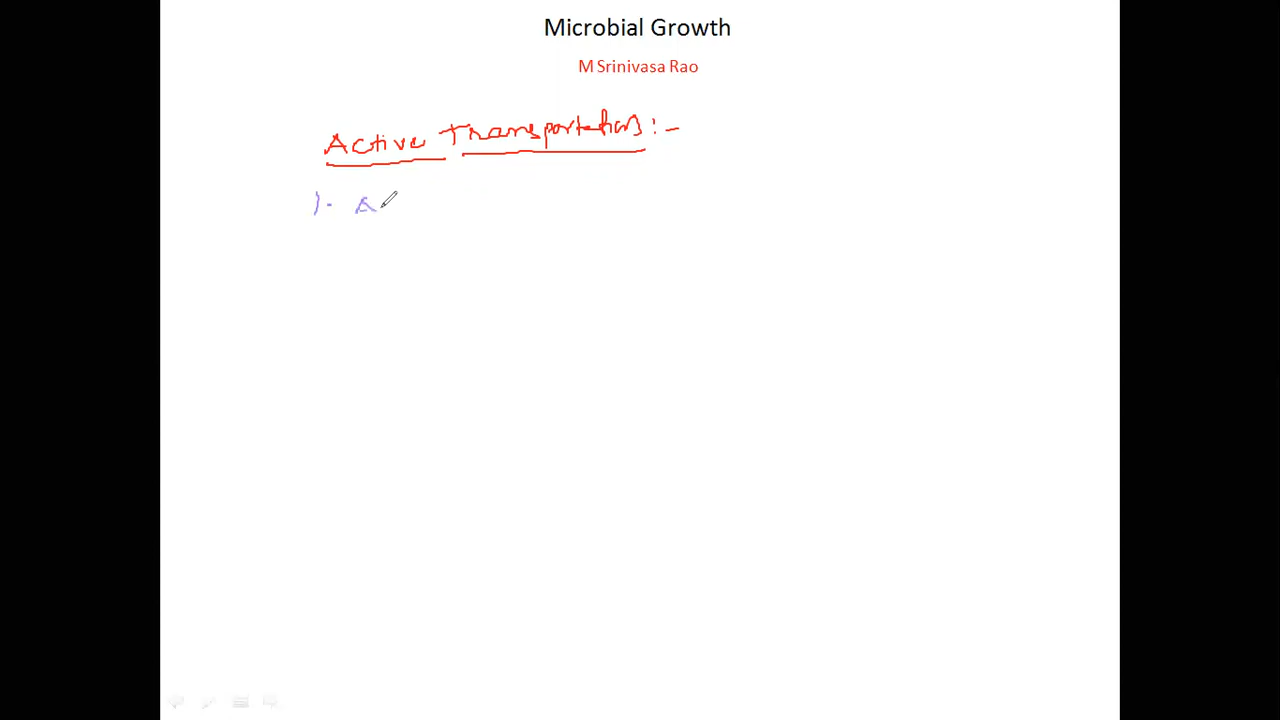 Microbial Growth
M Srinivasa Rao
Active Transportation :-
1. A